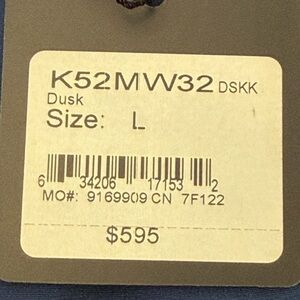 K52MW32 DSKK
Dusk
Size: L
6 34206 17153 2
MO#: 9169909 CN 7F122
$595